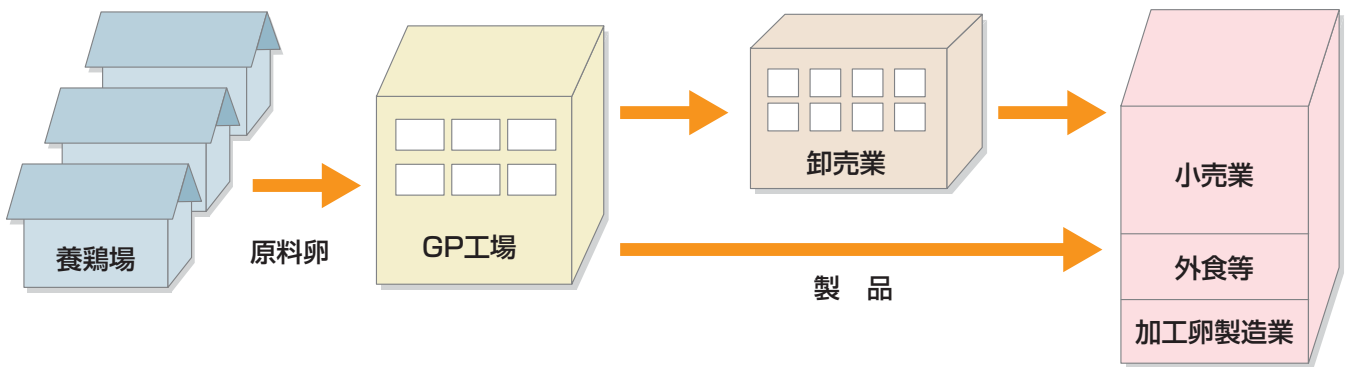 養鶏場
原料卵
GP工場
卸売業
製 品
小売業
外食等
加工卵製造業